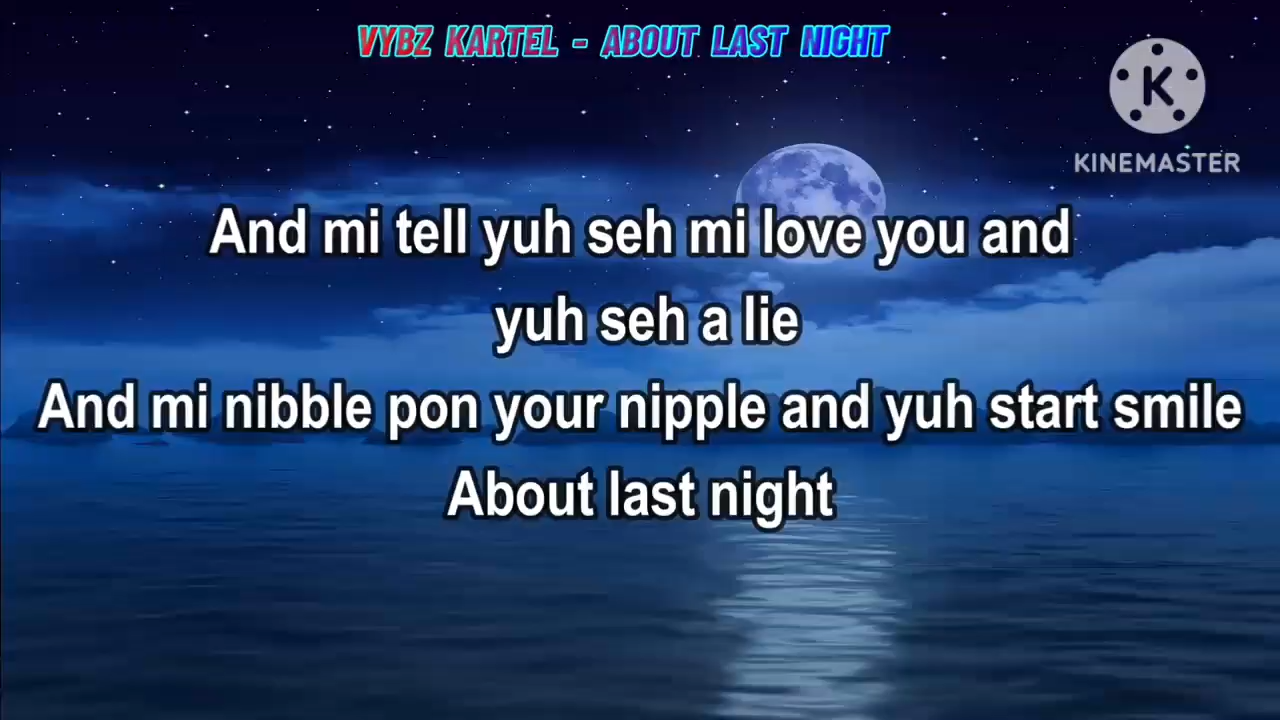 VYBZ KARTEL - ABOUT LAST NIGHT
K
KINEMASTER
And mi tell yuh seh mi love you and
yuh seh a lie
And mi nibble pon your nipple and yuh start smile
About last night